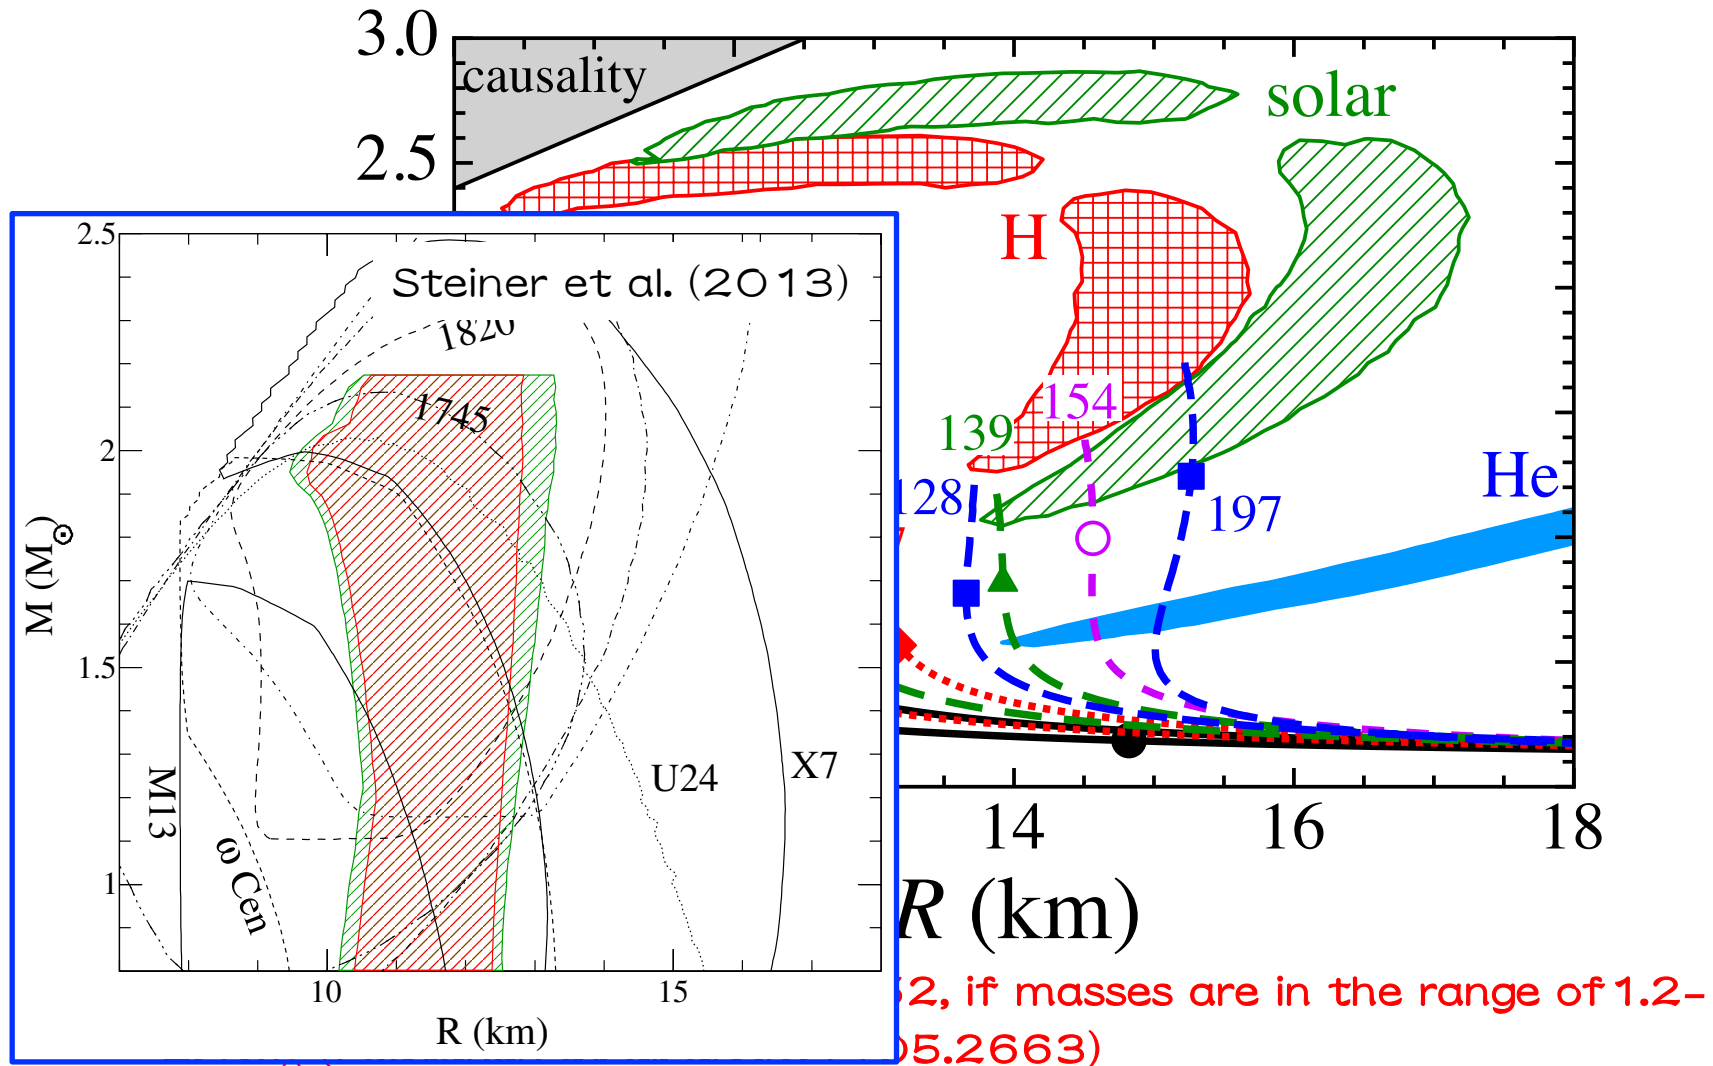 3.0
causality
solar
2.5
H
2.5
Steiner et al. (2013)
1820
1745
154
139
2
128
He
197
M (M⊙)
1.5
X7
U24
M13
ω Cen
1
14
16
18
R (km)
10
15
2, if masses are in the range of 1.2-
R (km)
05.2663)